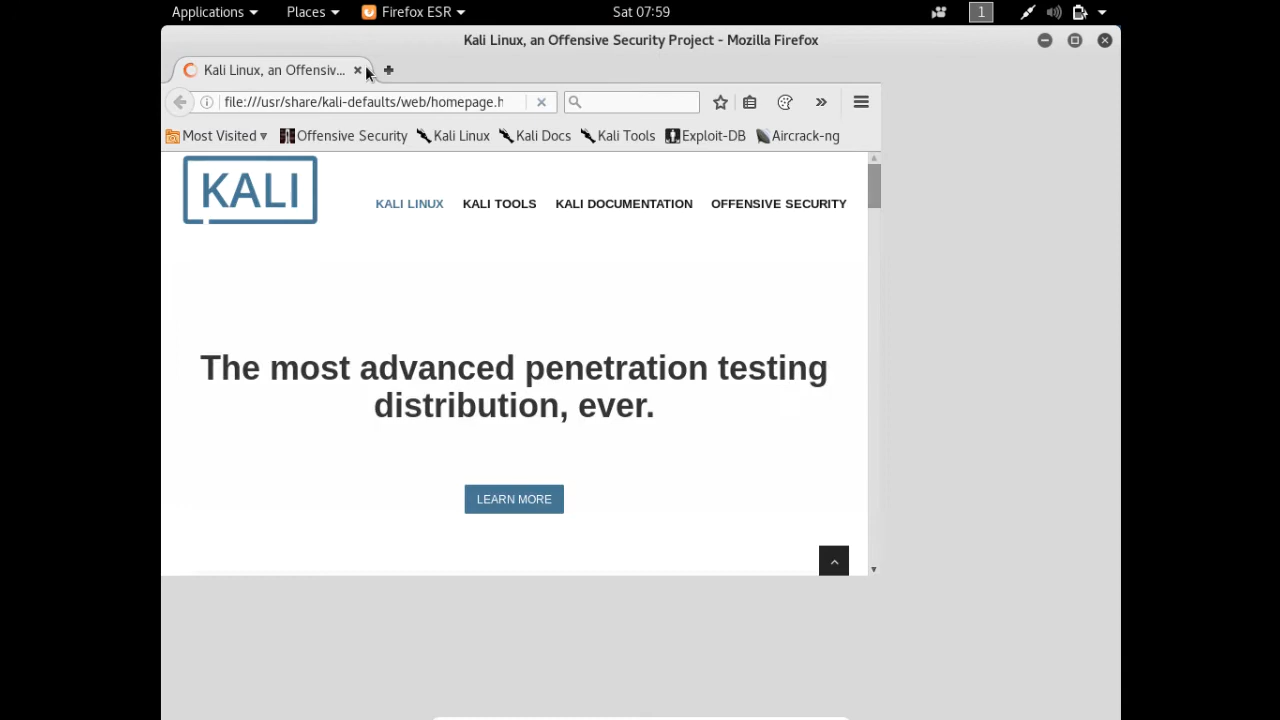 Applications Places Firefox ESR Sat 07:59 1
Kali Linux, an Offensive Security Project - Mozilla Firefox
Kali Linux, an Offensiv...
file:///usr/share/kali-defaults/web/homepage.h
Most Visited Offensive Security Kali Linux Kali Docs Kali Tools Exploit-DB Aircrack-ng
KALI
KALI LINUX KALI TOOLS KALI DOCUMENTATION OFFENSIVE SECURITY
The most advanced penetration testing
distribution, ever.
LEARN MORE